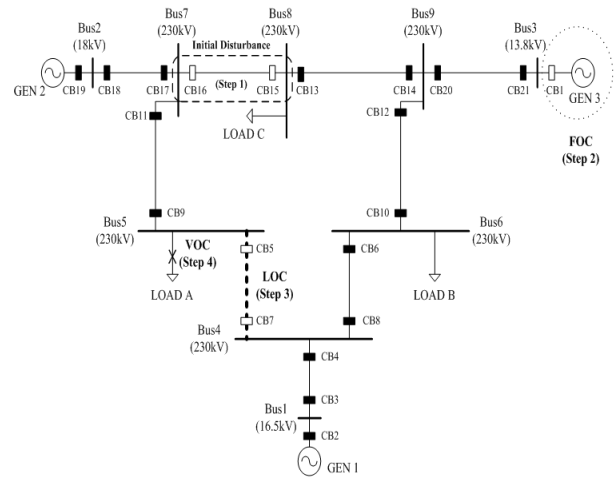 Bus2
(18kV)
Bus7
(230kV)
Initial Disturbance
(Step 1)
Bus8
(230kV)
Bus9
(230kV)
Bus3
(13.8kV)
GEN 2
CB19
CB18
CB17
CB16
CB15
CB13
CB14
CB20
CB21
CB1
GEN 3
CB11
LOAD C
CB12
FOC
(Step 2)
CB9
CB10
Bus5
(230kV)
VOC
(Step 4)
CB5
LOAD A
LOC
(Step 3)
CB7
Bus6
(230kV)
CB6
LOAD B
CB8
Bus4
(230kV)
CB4
CB3
Bus1
(16.5kV)
CB2
GEN 1